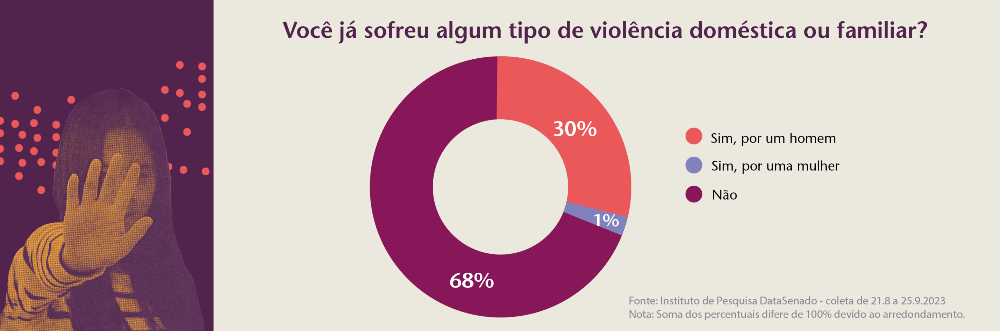 Você já sofreu algum tipo de violência doméstica ou familiar?
30%
1%
68%
Sim, por um homem
Sim, por uma mulher
Não
Fonte: Instituto de Pesquisa DataSenado - coleta de 21.8 a 25.9.2023
Nota: Soma dos percentuais difere de 100% devido ao arredondamento.